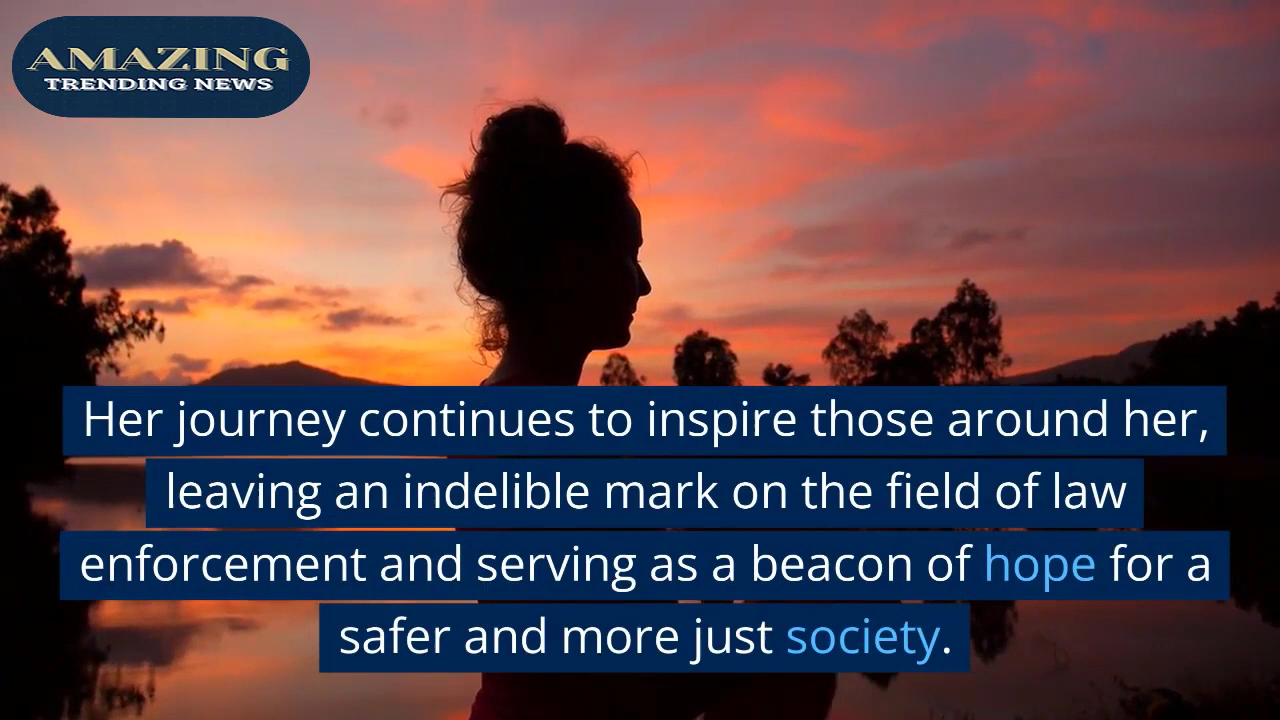 AMAZING
TRENDING NEWS
Her journey continues to inspire those around her,
leaving an indelible mark on the field of law
enforcement and serving as a beacon of hope for a
safer and more just society.